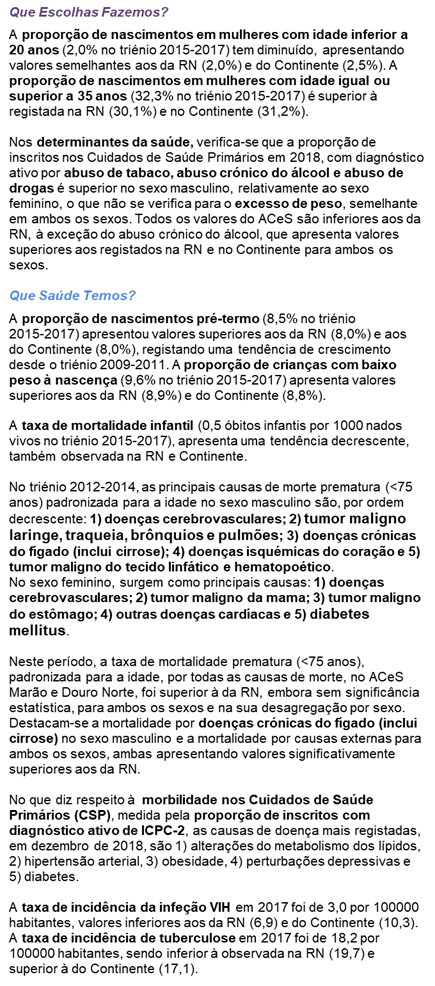 Que Escolhas Fazemos?
A proporção de nascimentos em mulheres com idade inferior a
20 anos (2,0% no triénio 2015-2017) tem diminuído, apresentando
valores semelhantes aos da RN (2,0%) e do Continente (2,5%). A
proporção de nascimentos em mulheres com idade igual ou
superior a 35 anos (32,3% no triénio 2015-2017) é superior à
registada na RN (30,1%) e no Continente (31,2%).
Nos determinantes da saúde, verifica-se que a proporção de
inscritos nos Cuidados de Saúde Primários em 2018, com diagnóstico
ativo por abuso de tabaco, abuso crónico do álcool e abuso de
drogas é superior no sexo masculino, relativamente ao sexo
feminino, o que não se verifica para o excesso de peso, semelhante
em ambos os sexos. Todos os valores do ACeS são inferiores aos da
RN, à exceção do abuso crónico do álcool, que apresenta valores
superiores aos registados na RN e no Continente para ambos os
sexos.
Que Saúde Temos?
A proporção de nascimentos pré-termo (8,5% no triénio
2015-2017) apresentou valores superiores aos da RN (8,0%) e aos
do Continente (8,0%), registando uma tendência de crescimento
desde o triénio 2009-2011. A proporção de crianças com baixo
peso à nascença (9,6% no triénio 2015-2017) apresenta valores
superiores aos da RN (8,9%) e do Continente (8,8%).
A taxa de mortalidade infantil (0,5 óbitos infantis por 1000 nados
vivos no triénio 2015-2017), apresenta uma tendência decrescente,
também observada na RN e Continente.
No triénio 2012-2014, as principais causas de morte prematura (<75
anos) padronizada para a idade no sexo masculino são, por ordem
decrescente: 1) doenças cerebrovasculares; 2) tumor maligno
laringe, traqueia, brônquios e pulmões; 3) doenças crónicas
do fígado (inclui cirrose); 4) doenças isquémicas do coração e 5)
tumor maligno do tecido linfático e hematopoético.
No sexo feminino, surgem como principais causas: 1) doenças
cerebrovasculares; 2) tumor maligno da mama; 3) tumor maligno
do estômago; 4) outras doenças cardíacas e 5) diabetes
mellitus.
Neste período, a taxa de mortalidade prematura (<75 anos),
padronizada para a idade, por todas as causas de morte, no ACeS
Marão e Douro Norte, foi superior à da RN, embora sem significância
estatística, para ambos os sexos e na sua desagregação por sexo.
Destacam-se a mortalidade por doenças crónicas do fígado (inclui
cirrose) no sexo masculino e a mortalidade por causas externas para
ambos os sexos, ambas apresentando valores significativamente
superiores aos da RN.
No que diz respeito à morbilidade nos Cuidados de Saúde
Primários (CSP), medida pela proporção de inscritos com
diagnóstico ativo de ICPC-2, as causas de doença mais registadas,
em dezembro de 2018, são 1) alterações do metabolismo dos lípidos,
2) hipertensão arterial, 3) obesidade, 4) perturbações depressivas e
5) diabetes.
A taxa de incidência da infeção VIH em 2017 foi de 3,0 por 100000
habitantes, valores inferiores aos da RN (6,9) e do Continente (10,3).
A taxa de incidência de tuberculose em 2017 foi de 18,2 por
100000 habitantes, sendo inferior à observada na RN (19,7) e
superior à do Continente (17,1).